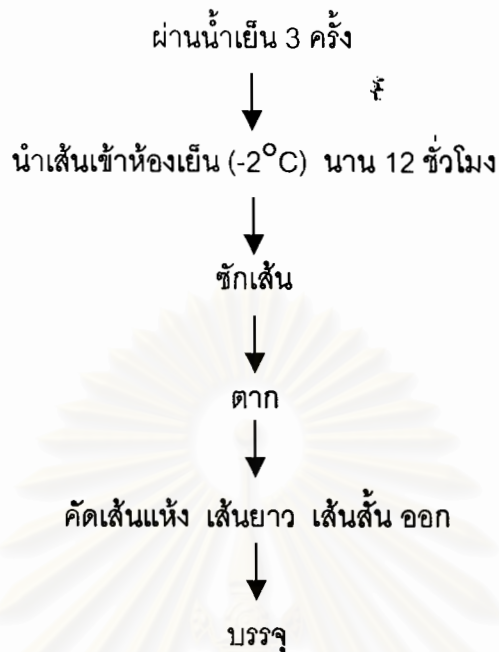 ผ่านน้ำเย็น 3 ครั้ง
นำเส้นเข้าห้องเย็น (-2°C) นาน 12 ชั่วโมง
ซักเส้น
ตาก
คัดเส้นแห้ง เส้นยาว เส้นสั้น ออก
บรรจุ